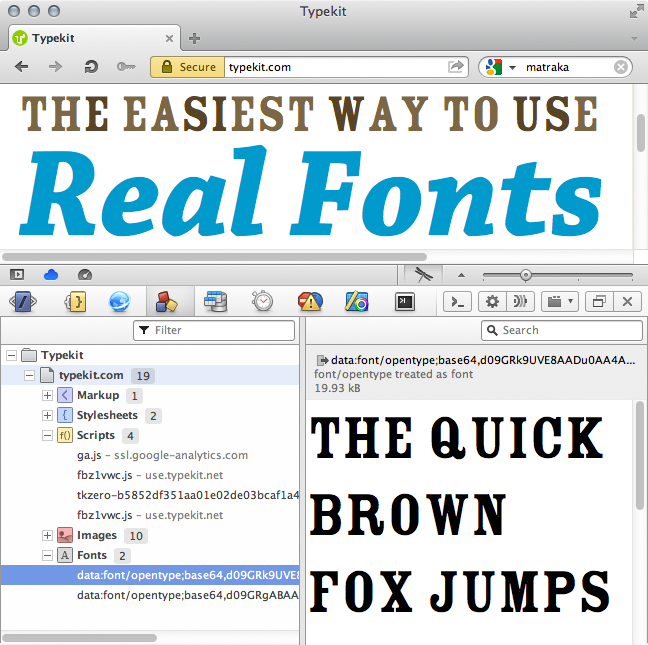 Typekit
Typekit
Secure typekit.com matraka
THE EASIEST WAY TO USE
Real Fonts
Filter
Search
Typekit
typekit.com 19
Markup 1
Stylesheets 2
Scripts 4
ga.js – ssl.google-analytics.com
fbz1vwc.js – use.typekit.net
tkzero-b5852df351aa01e02de03bcaf1a4
fbz1vwc.js – use.typekit.net
Images 10
Fonts 2
data:font/opentype;base64,d09GRk9UVE8
data:font/opentype;base64,d09GRgABAA
data:font/opentype;base64,d09GRk9UVE8AADu0AA4A...
font/opentype treated as font
19.93 kB
THE QUICK
BROWN
FOX JUMPS